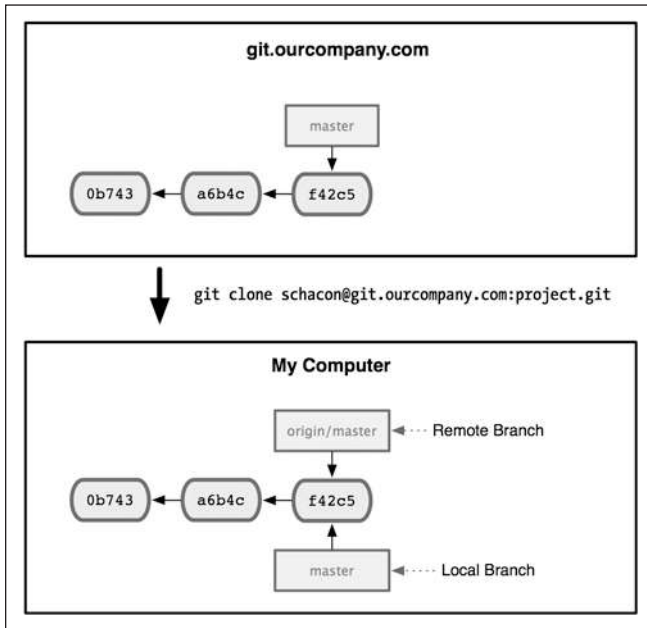 git.ourcompany.com
master
0b743
a6b4c
f42c5
git clone schacon@git.ourcompany.com:project.git
My Computer
origin/master
Remote Branch
0b743
a6b4c
f42c5
master
Local Branch